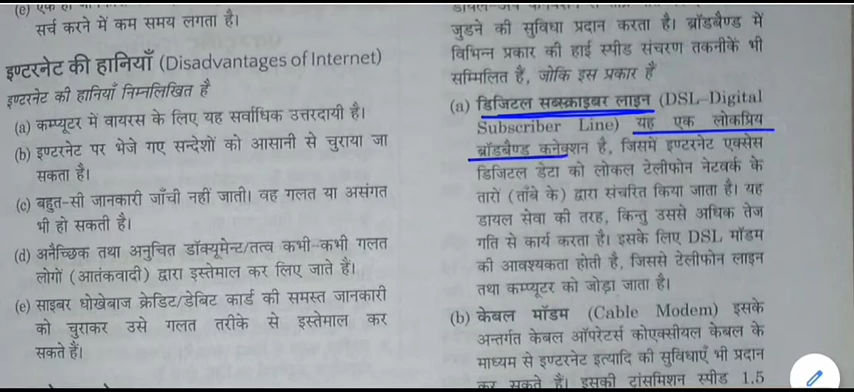 सर्च करने में कम समय लगता है।
इण्टरनेट की हानियाँ (Disadvantages of Internet)
इण्टरनेट की हानियाँ निम्नलिखित है
(a) कम्प्यूटर में वायरस के लिए यह सर्वाधिक उत्तरदायी है।
(b) इण्टरनेट पर भेजे गए सन्देशों को आसानी से चुराया जा
सकता है।
(c) बहुत-सी जानकारी जाँची नहीं जाती। वह गलत या असंगत
भी हो सकती है।
(d) अनैच्छिक तथा अनुचित डॉक्यूमेन्ट/तत्व कभी-कभी गलत
लोगों (आतंकवादी) द्वारा इस्तेमाल कर लिए जाते हैं।
(e) साइबर धोखेबाज क्रेडिट/डेबिट कार्ड की समस्त जानकारी
को चुराकर उसे गलत तरीके से इस्तेमाल कर
सकते हैं।
जुडने की सुविधा प्रदान करता है। ब्रॉडबैण्ड में
विभिन्न प्रकार की हाई स्पीड संचरण तकनीकें भी
सम्मिलित हैं, जोकि इस प्रकार हैं
(a) डिजिटल सब्स्क्राइबर लाइन (DSL–Digital
Subscriber Line) यह एक लोकप्रिय
ब्रॉडबैण्ड कनेक्शन है, जिसमें इण्टरनेट एक्सेस
डिजिटल डेटा को लोकल टेलीफोन नेटवर्क के
तारों (ताँबे के) द्वारा संचरित किया जाता है। यह
डायल सेवा की तरह, किन्तु उससे अधिक तेज
गति से कार्य करता है। इसके लिए DSL मॉडम
की आवश्यकता होती है, जिससे टेलीफोन लाइन
तथा कम्प्यूटर को जोड़ा जाता है।
(b) केबल मॉडम (Cable Modem) इसके
अन्तर्गत केबल ऑपरेटर्स कोएक्सीयल केबल के
माध्यम से इण्टरनेट इत्यादि की सुविधाएँ भी प्रदान
कर सकते हैं। इसकी ट्रांसमिशन स्पीड 1.5